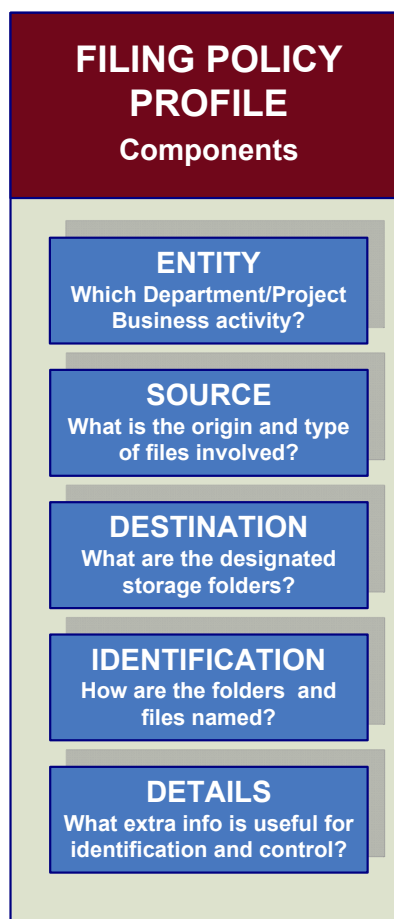 FILING POLICY
PROFILE
Components
ENTITY
Which Department/Project
Business activity?
SOURCE
What is the origin and type
of files involved?
DESTINATION
What are the designated
storage folders?
IDENTIFICATION
How are the folders and
files named?
DETAILS
What extra info is useful for
identification and control?